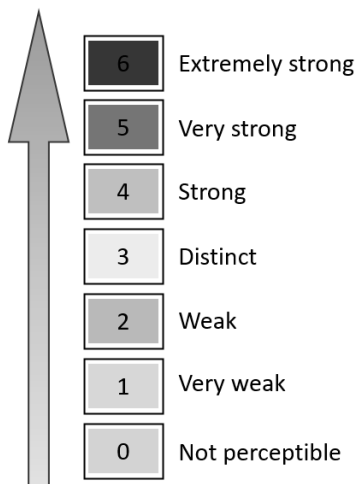 6 Extremely strong
5 Very strong
4 Strong
3 Distinct
2 Weak
1 Very weak
0 Not perceptible